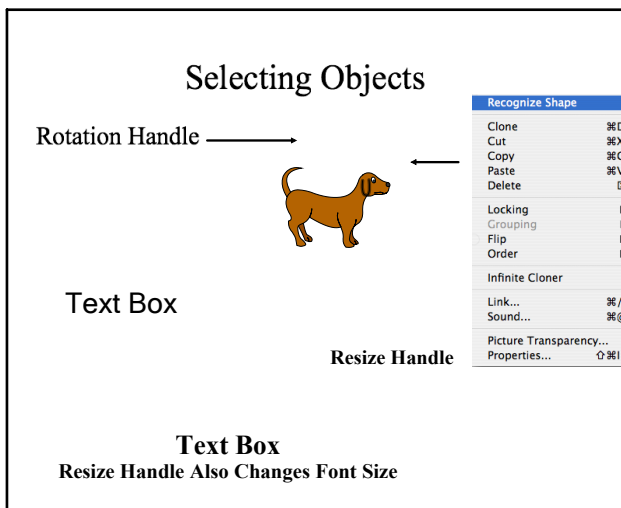 Selecting Objects
Recognize Shape
Rotation Handle
Clone ⌘D
Cut ⌘X
Copy ⌘C
Paste ⌘V
Delete
Locking
Grouping
Flip
Order
Infinite Cloner
Link... ⌘/
Sound... ⌘@
Picture Transparency...
Properties... ⇧⌘I
Text Box
Resize Handle
Text Box
Resize Handle Also Changes Font Size